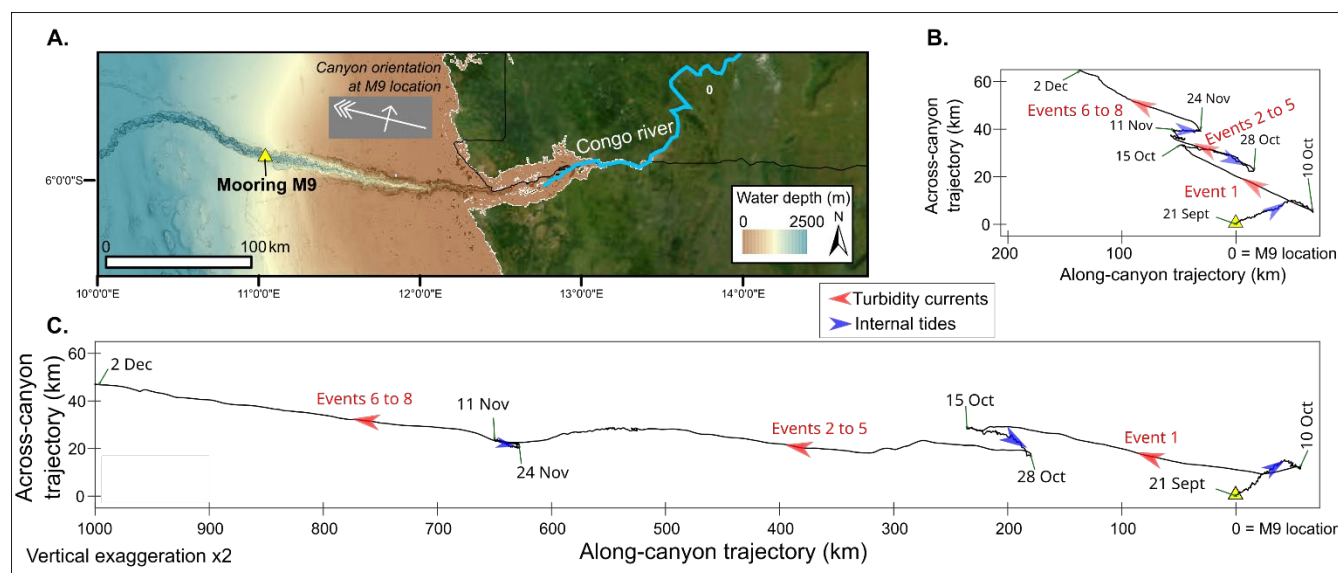 A.
Canyon orientation
at M9 location
0
Congo river
Mooring M9
6°0'0"S
Water depth (m)
0 2500
N
0 100 km
10°0'0"E 11°0'0"E 12°0'0"E 13°0'0"E 14°0'0"E
B.
Across-canyon
trajectory (km)
60
40
20
0
2 Dec
Events 6 to 8
24 Nov
Events 2 to 5
11 Nov
15 Oct
28 Oct
10 Oct
Event 1
21 Sept
200 100 0 = M9 location
Along-canyon trajectory (km)
Turbidity currents
Internal tides
C.
Across-canyon
trajectory (km)
60
40
20
0
2 Dec
Events 6 to 8
11 Nov
24 Nov
Events 2 to 5
15 Oct
28 Oct
Event 1
10 Oct
21 Sept
1000 900 800 700 600 500 400 300 200 100 0 = M9 location
Vertical exaggeration x2
Along-canyon trajectory (km)